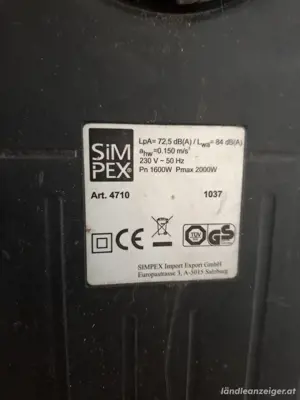 SiM
PEX
LpA= 72,5 dB(A) / Lwa= 84 dB(A)
ahw=0.150 m/s²
230 V ~ 50 Hz
Pn 1600W Pmax 2000W
Art. 4710 1037
CE
TÜV GS
SIMPEX Import Export GmbH
Europastrasse 3, A-5015 Salzburg
ländleanzeiger.at